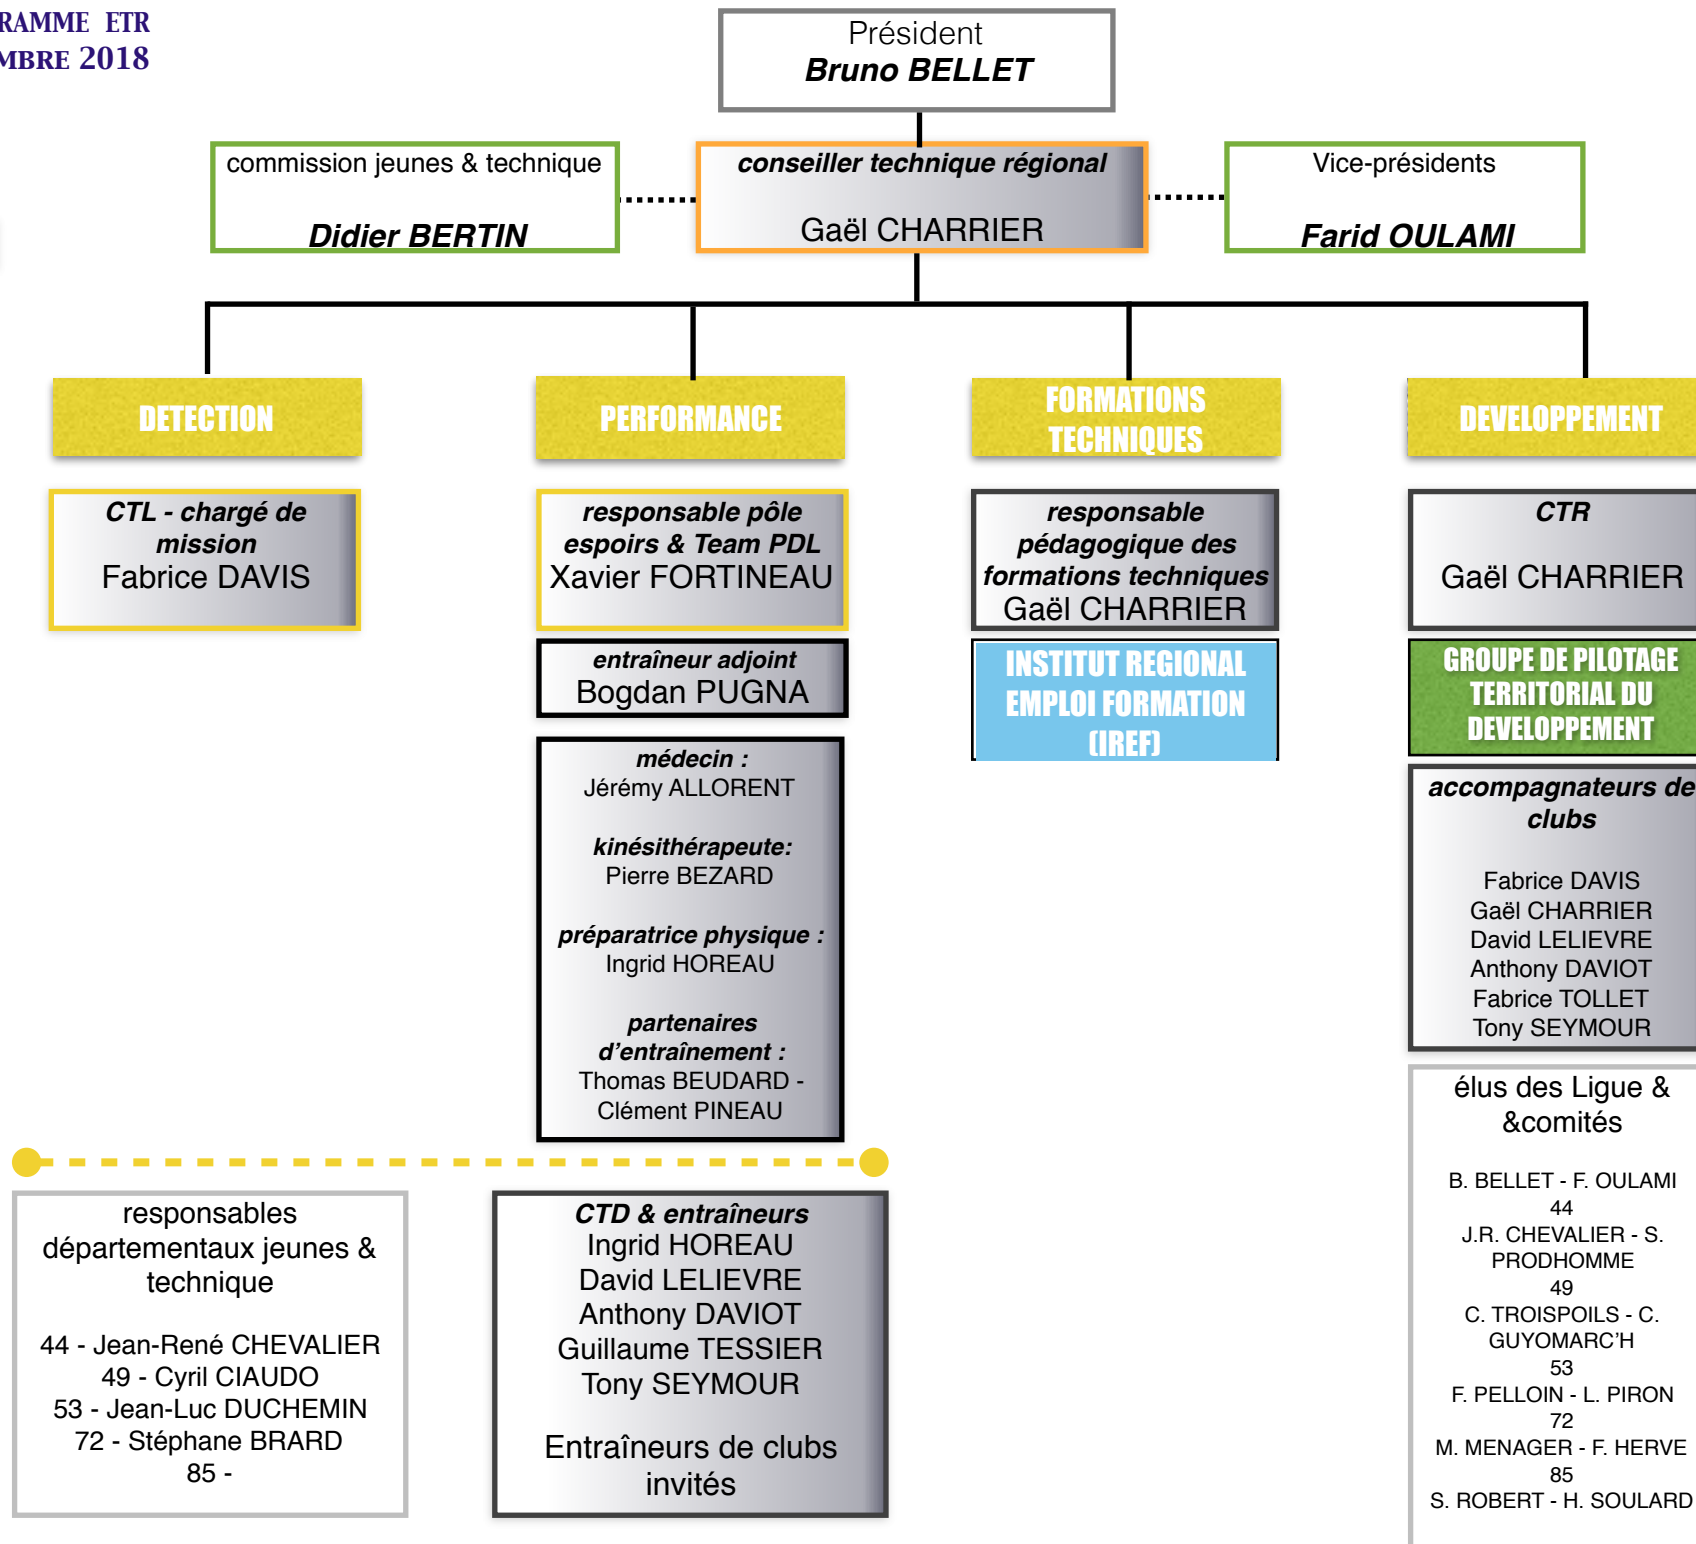 RAMME ETR
MBRE 2018
Président
Bruno BELLET
commission jeunes & technique
Didier BERTIN
conseiller technique régional
Gaël CHARRIER
Vice-présidents
Farid OULAMI
DETECTION
CTL - chargé de
mission
Fabrice DAVIS
PERFORMANCE
responsable pôle
espoirs & Team PDL
Xavier FORTINEAU
entraîneur adjoint
Bogdan PUGNA
médecin :
Jérémy ALLORENT
kinésithérapeute:
Pierre BEZARD
préparatrice physique :
Ingrid HOREAU
partenaires
d'entraînement :
Thomas BEUDARD -
Clément PINEAU
FORMATIONS
TECHNIQUES
responsable
pédagogique des
formations techniques
Gaël CHARRIER
INSTITUT REGIONAL
EMPLOI FORMATION
(IREF)
DEVELOPPEMENT
CTR
Gaël CHARRIER
GROUPE DE PILOTAGE
TERRITORIAL DU
DEVELOPPEMENT
accompagnateurs de
clubs
Fabrice DAVIS
Gaël CHARRIER
David LELIEVRE
Anthony DAVIOT
Fabrice TOLLET
Tony SEYMOUR
élus des Ligue &
&comités
B. BELLET - F. OULAMI
44
J.R. CHEVALIER - S.
PRODHOMME
49
C. TROISPOILS - C.
GUYOMARC'H
53
F. PELLOIN - L. PIRON
72
M. MENAGER - F. HERVE
85
S. ROBERT - H. SOULARD
responsables
départementaux jeunes &
technique
44 - Jean-René CHEVALIER
49 - Cyril CIAUDO
53 - Jean-Luc DUCHEMIN
72 - Stéphane BRARD
85 -
CTD & entraîneurs
Ingrid HOREAU
David LELIEVRE
Anthony DAVIOT
Guillaume TESSIER
Tony SEYMOUR
Entraîneurs de clubs
invités